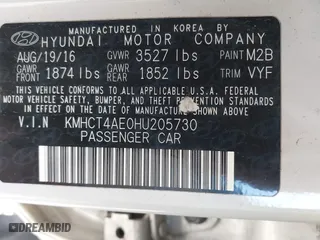 MANUFACTURED IN KOREA BY
HYUNDAI MOTOR COMPANY
AUG/19/16 GVWR 3527 lbs PAINT M2B
GAWR FRONT 1874 lbs GAWR REAR 1852 lbs TRIM VYF
THIS VEHICLE CONFORMS TO ALL APPLICABLE U.S.
FEDERAL MOTOR VEHICLE SAFETY, BUMPER, AND THEFT
PREVENTION STANDARDS IN EFFECT ON THE DATE OF
MANUFACTURE SHOWN ABOVE.
V.I.N KMHCT4AE0HU205730
PASSENGER CAR
DREAMBID.COM